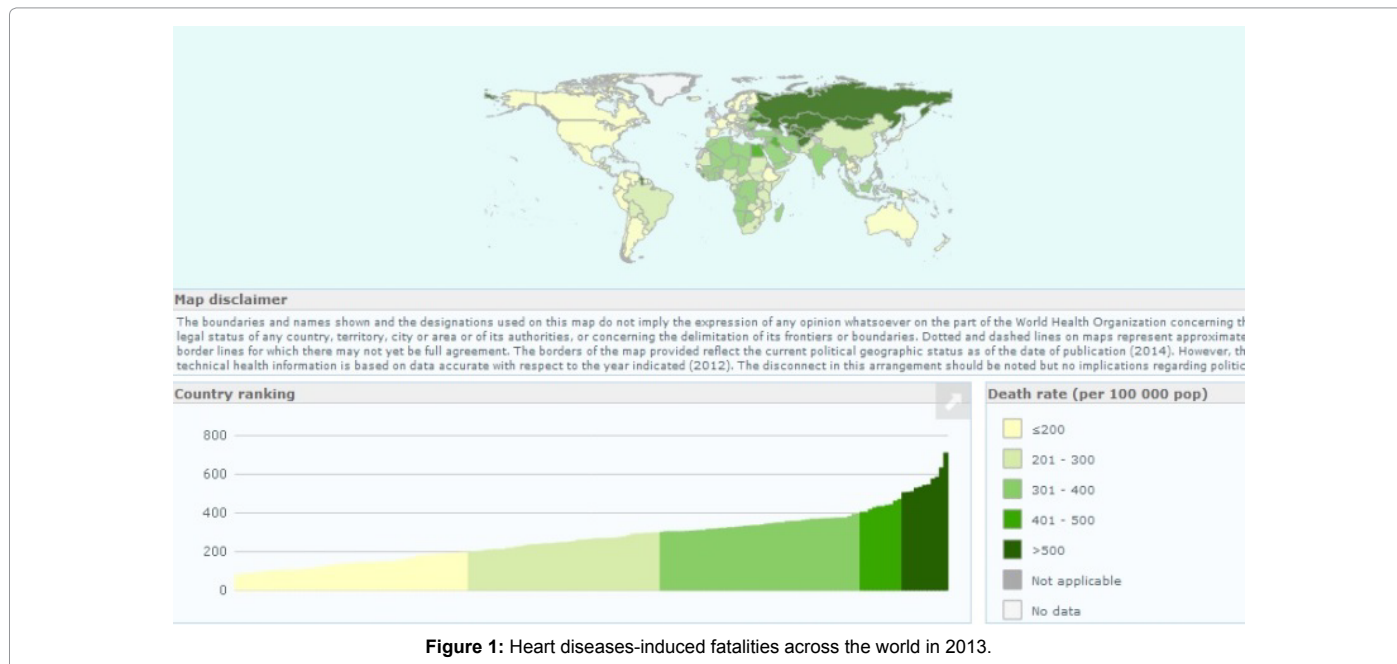 Map disclaimer
The boundaries and names shown and the designations used on this map do not imply the expression of any opinion whatsoever on the part of the World Health Organization concerning
legal status of any country, territory, city or area or of its authorities, or concerning the delimitation of its frontiers or boundaries. Dotted and dashed lines on maps represent approximate
border lines for which there may not yet be full agreement. The borders of the map provided reflect the current political geographic status as of the date of publication (2014). However,
technical health information is based on data accurate with respect to the year indicated (2012). The disconnect in this arrangement should be noted but no implications regarding politic
Country ranking
800
600
400
200
0
Death rate (per 100 000 pop)
≤200
201 - 300
301 - 400
401 - 500
>500
Not applicable
No data
Figure 1: Heart diseases-induced fatalities across the world in 2013.